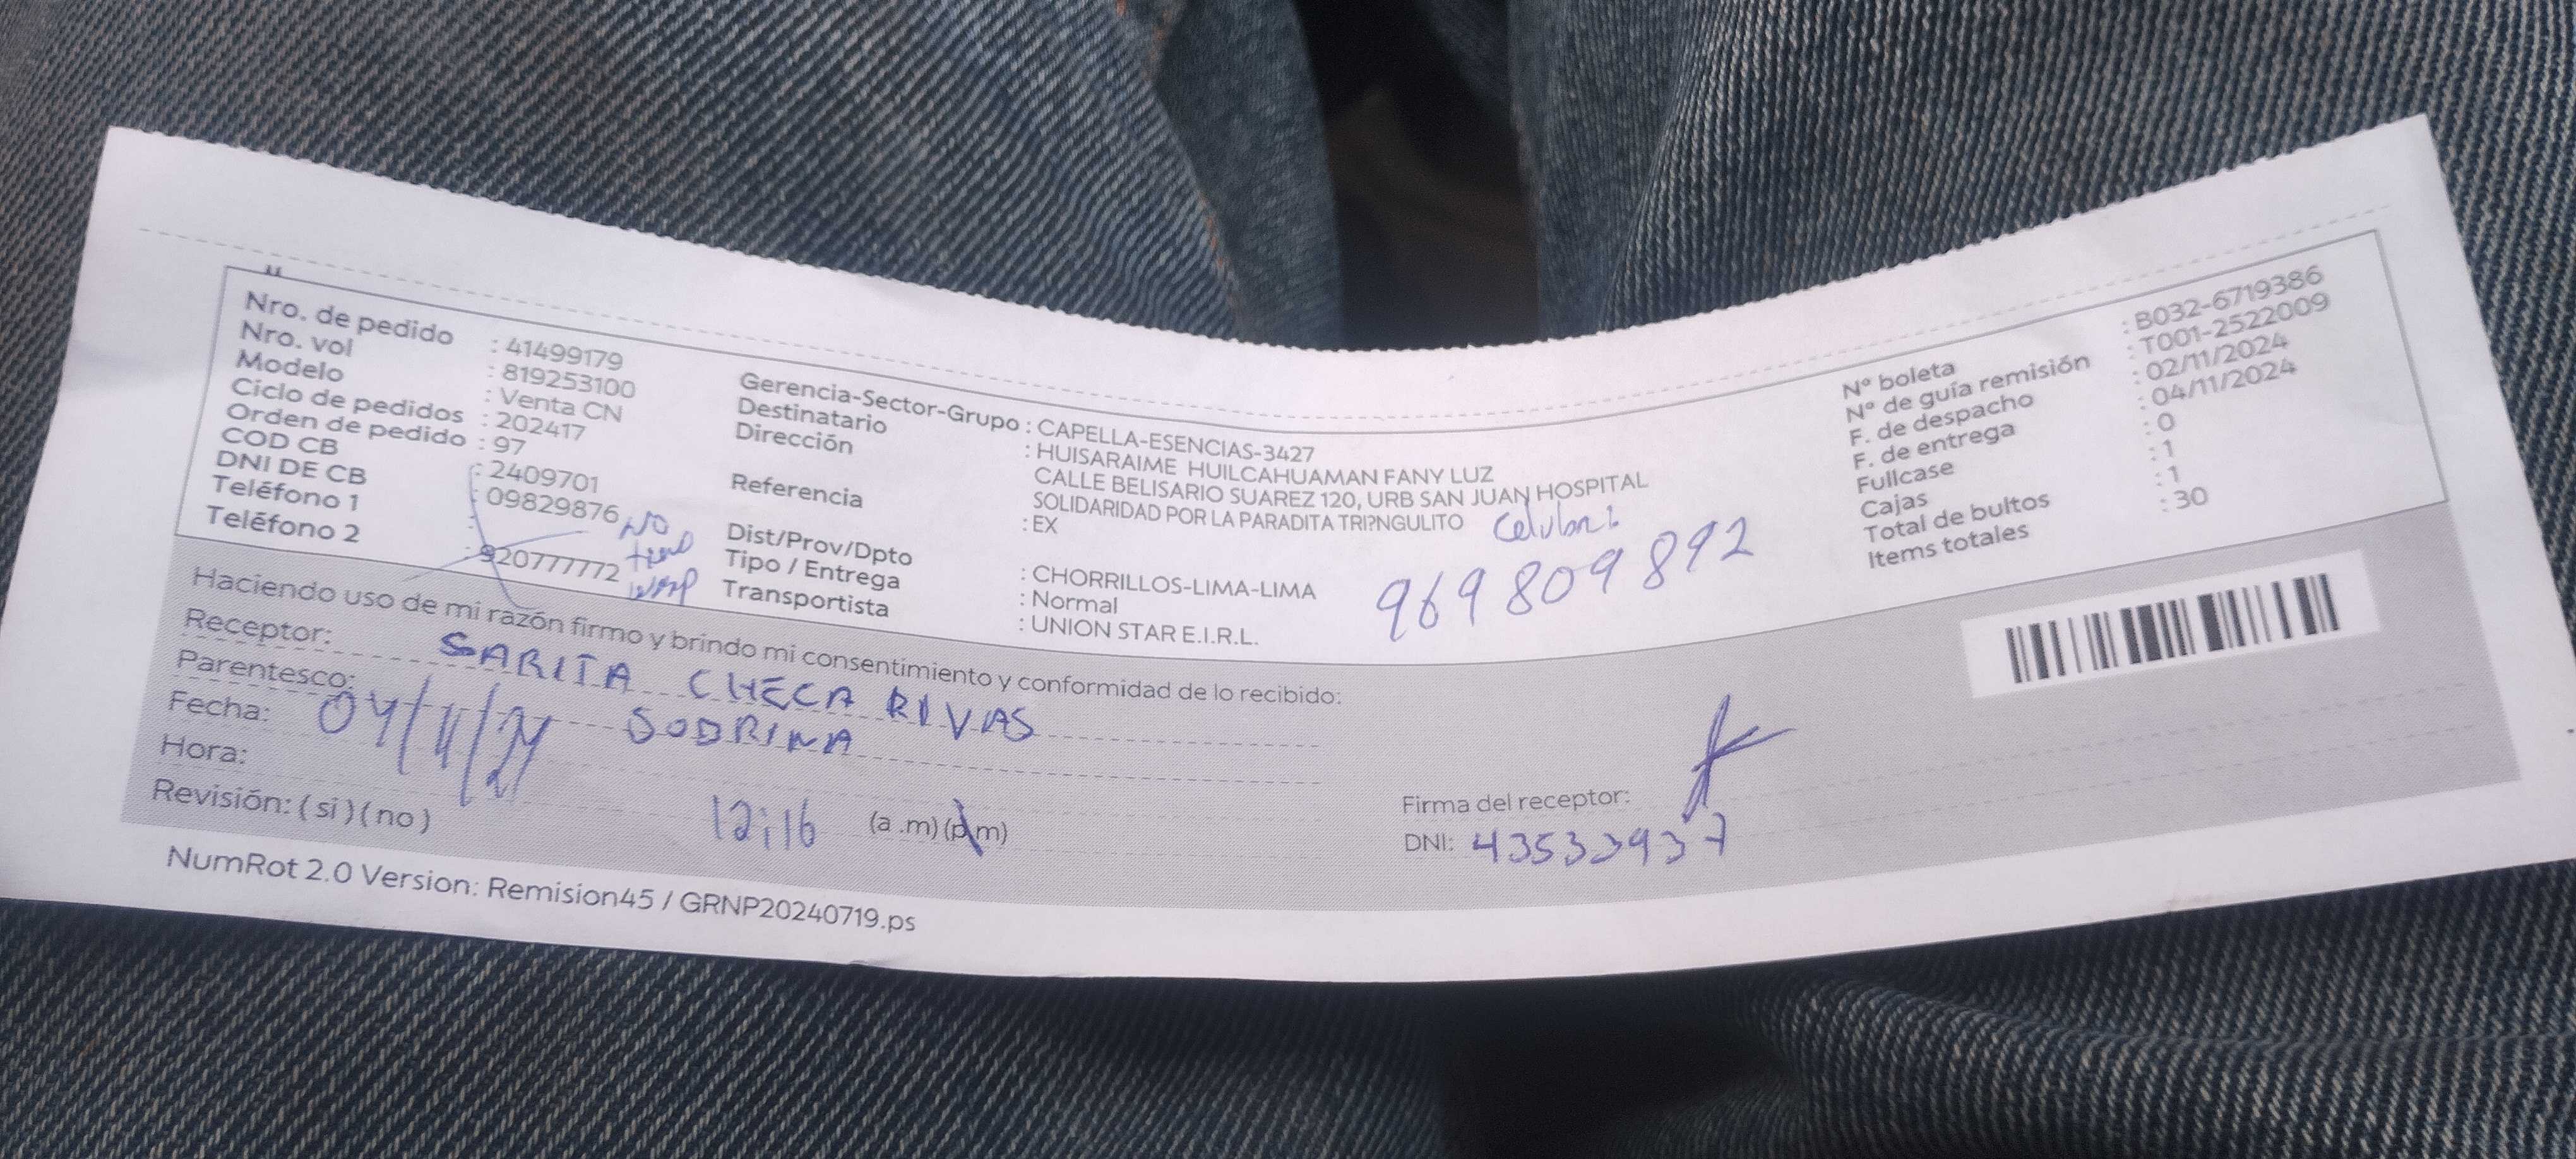 Nro. de pedido : 41499179
Nro. vol : 819253100
Modelo : Venta CN
Ciclo de pedidos : 202417
Orden de pedido : 97
COD CB : 2409701
DNI DE CB : 09829876
Teléfono 1 :
Teléfono 2 : 920777772
NO
tiene
wsp
Gerencia-Sector-Grupo : CAPELLA-ESENCIAS-3427
Destinatario : HUISARAIME HUILCAHUAMAN FANY LUZ
Dirección CALLE BELISARIO SUAREZ 120, URB SAN JUAN HOSPITAL
SOLIDARIDAD POR LA PARADITA TRI?NGULITO
Referencia : EX
Dist/Prov/Dpto : CHORRILLOS-LIMA-LIMA
Tipo / Entrega : Normal
Transportista : UNION STAR E.I.R.L.
Celular:
969809892
N° boleta : B032-6719386
N° de guía remisión : T001-2522009
F. de despacho : 02/11/2024
F. de entrega : 04/11/2024
Fullcase : 0
Cajas : 1
Total de bultos : 1
Items totales : 30
Haciendo uso de mi razón firmo y brindo mi consentimiento y conformidad de lo recibido:
Receptor: SARITA CHECA RIVAS
Parentesco: SOBRINA
Fecha: 04/11/24
Hora: 12:16 (a .m) (p.m)
Revisión: ( si ) ( no )
Firma del receptor:
DNI: 43533937
NumRot 2.0 Version: Remision45 / GRNP20240719.ps